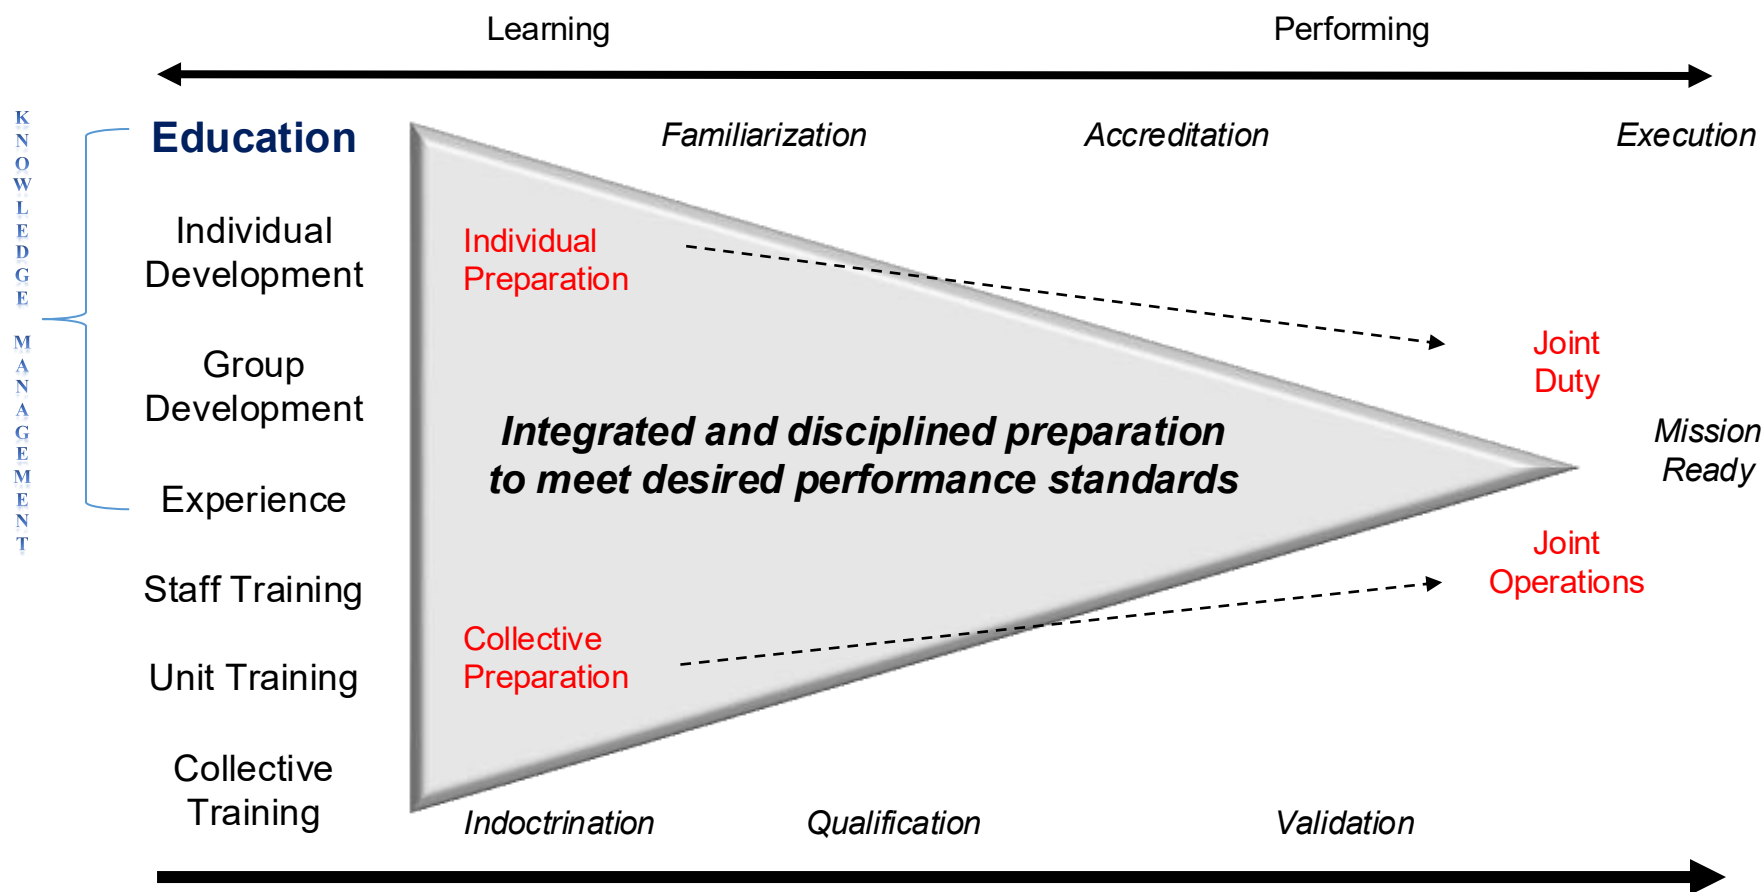 Learning
Performing
KNOWLEDGE MANAGEMENT
Education
Familiarization
Accreditation
Execution
Individual
Development
Individual
Preparation
Group
Development
Joint
Duty
Integrated and disciplined preparation
to meet desired performance standards
Mission
Ready
Experience
Joint
Operations
Staff Training
Collective
Preparation
Unit Training
Collective
Training
Indoctrination
Qualification
Validation